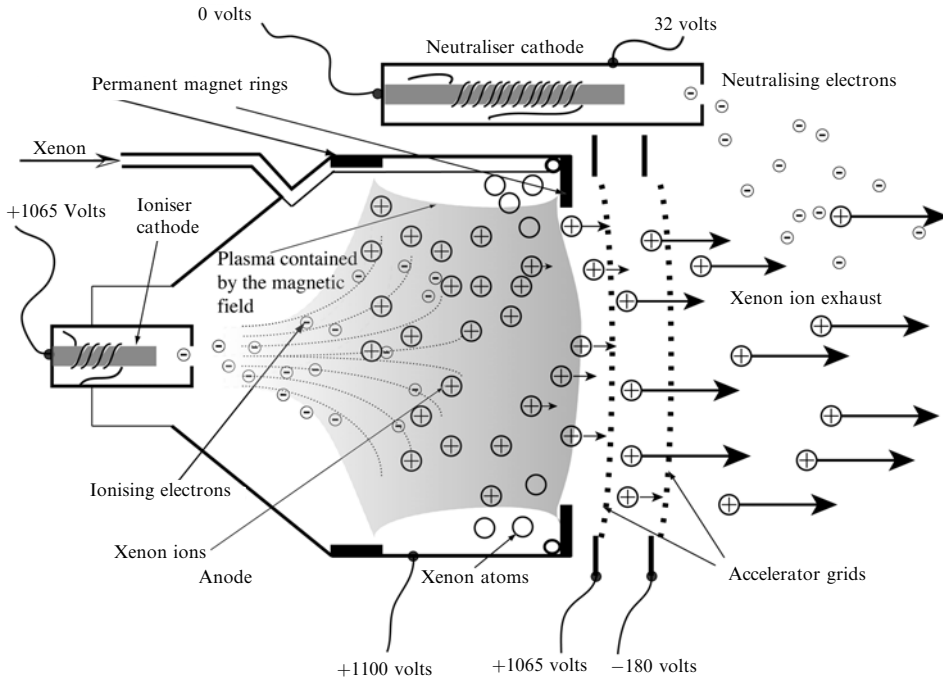 0 volts
32 volts
Neutraliser cathode
Permanent magnet rings
Neutralising electrons
Xenon
+1065 Volts
Ioniser
cathode
Plasma contained
by the magnetic
field
Xenon ion exhaust
Ionising electrons
Xenon ions
Anode
Xenon atoms
Accelerator grids
+1100 volts
+1065 volts
−180 volts